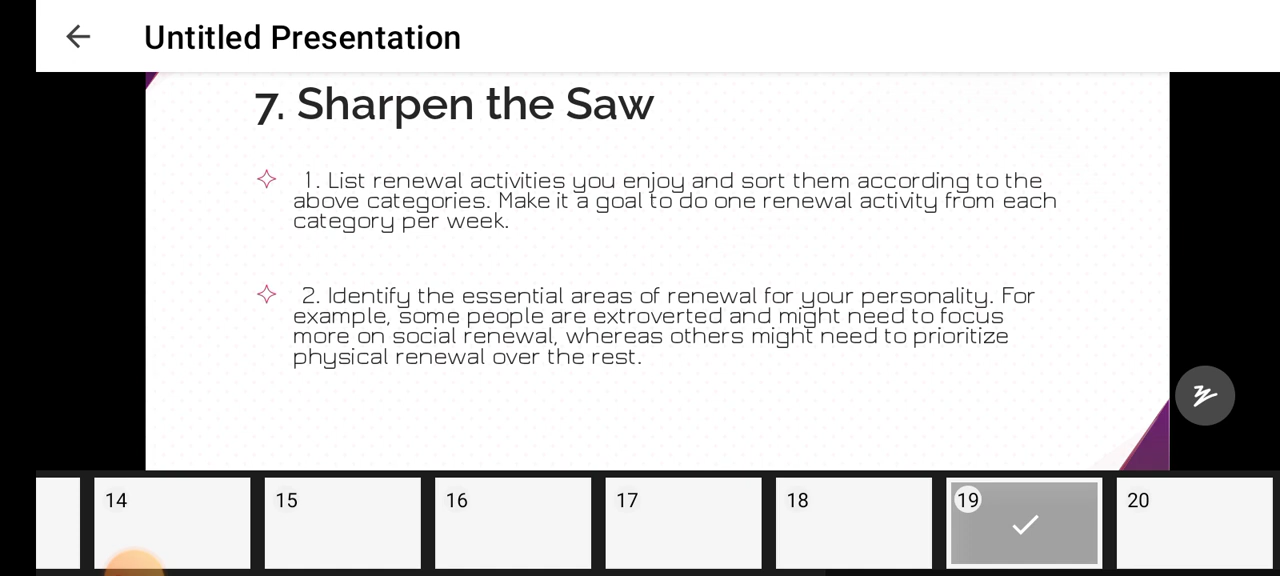 Untitled Presentation
7. Sharpen the Saw
1. List renewal activities you enjoy and sort them according to the
above categories. Make it a goal to do one renewal activity from each
category per week.
2. Identify the essential areas of renewal for your personality. For
example, some people are extroverted and might need to focus
more on social renewal, whereas others might need to prioritize
physical renewal over the rest.
14 15 16 17 18 19 20